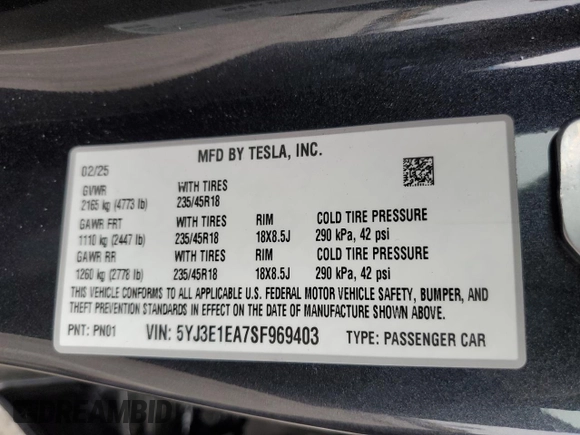 MFD BY TESLA, INC.
02/25
GVWR WITH TIRES
2165 kg (4773 lb) 235/45R18
GAWR FRT WITH TIRES RIM COLD TIRE PRESSURE
1110 kg (2447 lb) 235/45R18 18X8.5J 290 kPa, 42 psi
GAWR RR WITH TIRES RIM COLD TIRE PRESSURE
1260 kg (2778 lb) 235/45R18 18X8.5J 290 kPa, 42 psi
THIS VEHICLE CONFORMS TO ALL APPLICABLE U.S. FEDERAL MOTOR VEHICLE SAFETY, BUMPER, AND
THEFT PREVENTION STANDARDS IN EFFECT ON THE DATE OF MANUFACTURE SHOWN ABOVE.
PNT: PN01 VIN: 5YJ3E1EA7SF969403 TYPE: PASSENGER CAR
DREAMBID